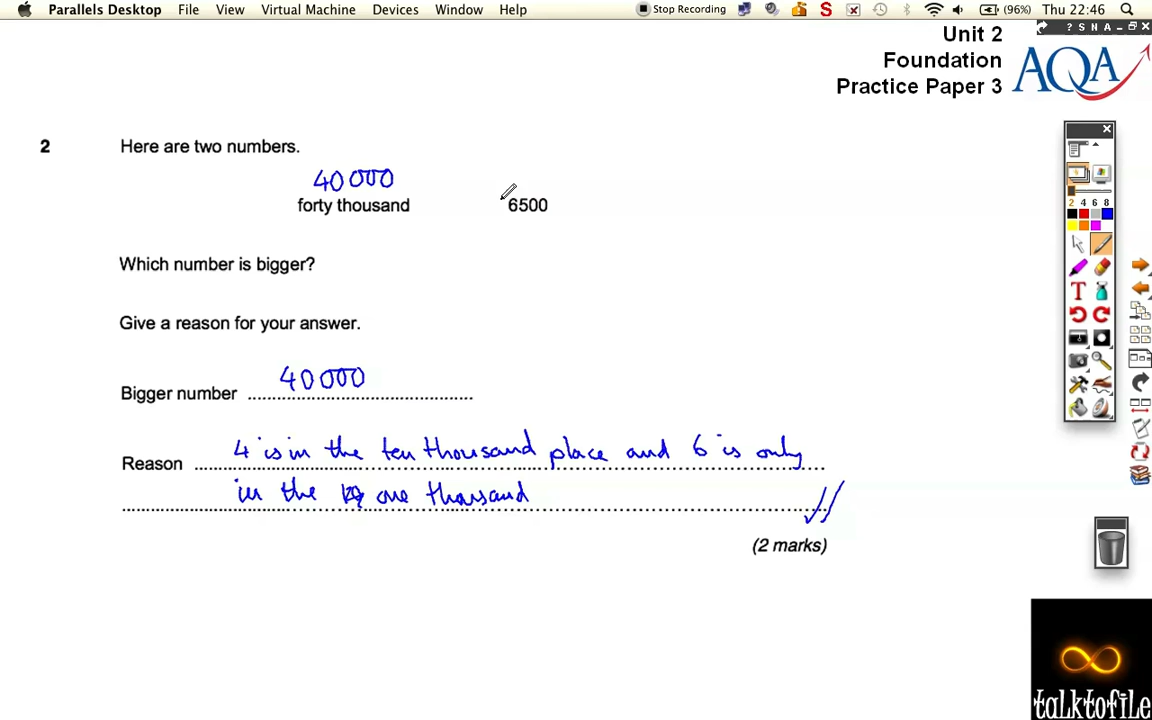 Parallels Desktop File View Virtual Machine Devices Window Help Stop Recording S (96%) Thu 22:46
? S N A
Unit 2
Foundation
Practice Paper 3
AQA
2 Here are two numbers.
40 000
forty thousand 6500
Which number is bigger?
Give a reason for your answer.
2 4 6 8
T
40 000
Bigger number
4 is in the ten thousand place and 6 is only
Reason
in the one thousand
(2 marks)
talktofile